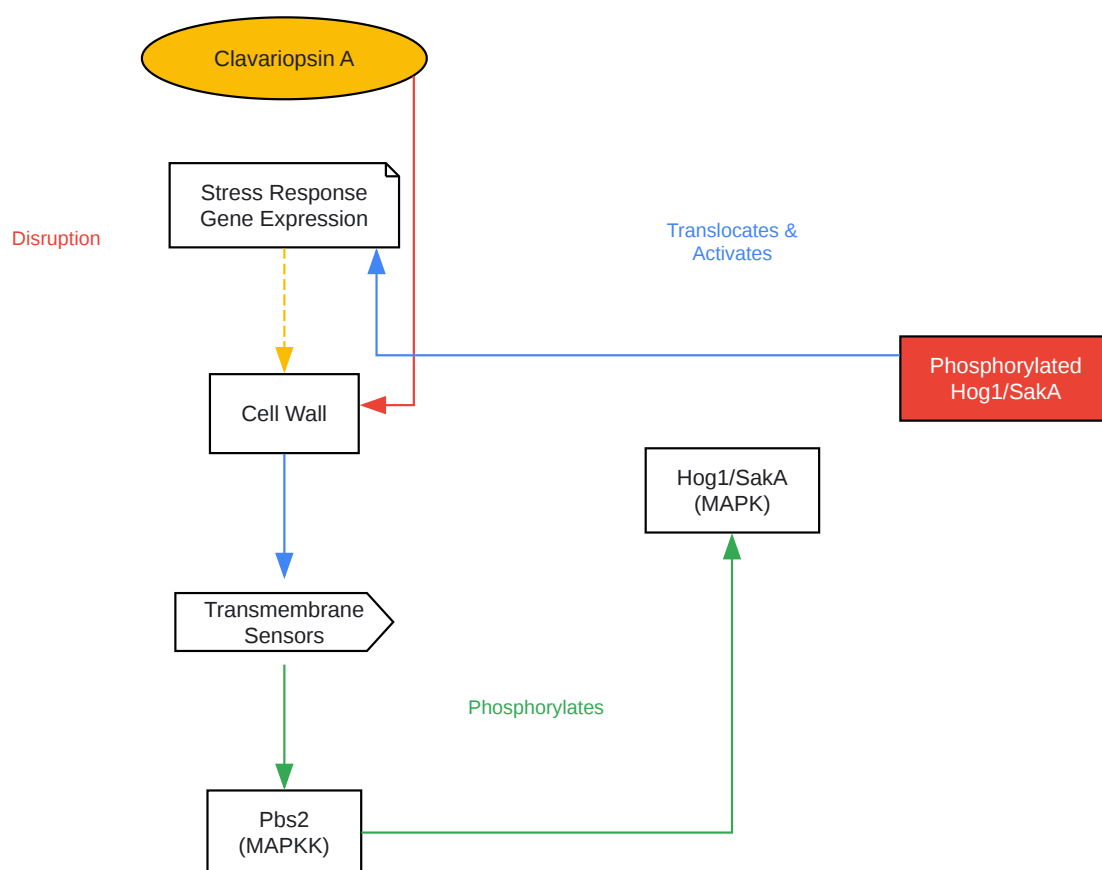 Clavariopsin A
Stress Response
Gene Expression
Disruption
Translocates &
Activates
Phosphorylated
Hog1/SakA
Cell Wall
Hog1/SakA
(MAPK)
Transmembrane
Sensors
Phosphorylates
Pbs2
(MAPKK)